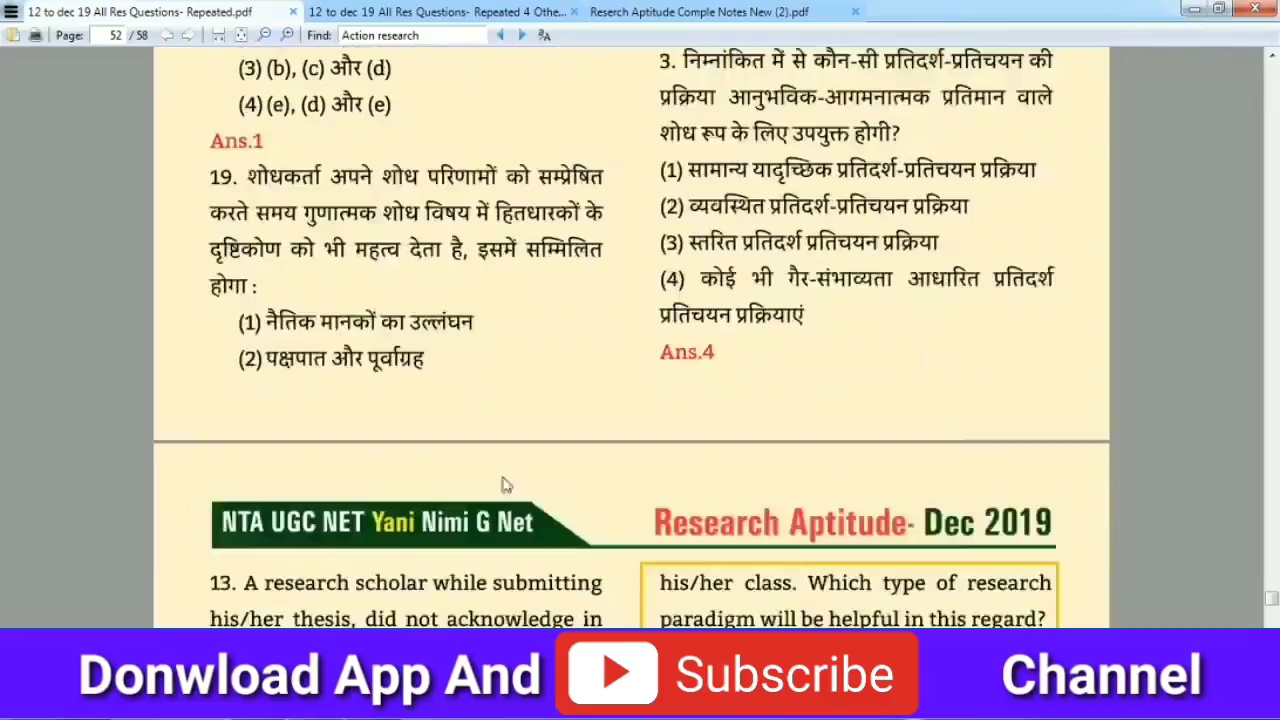 12 to dec 19 All Res Questions- Repeated.pdf
12 to dec 19 All Res Questions- Repeated 4 Othe...
Reserch Aptitude Comple Notes New (2).pdf
Page: 52 / 58
Find: Action research
(3) (b), (c) और (d)
(4) (e), (d) और (e)
Ans.1
19. शोधकर्ता अपने शोध परिणामों को सम्प्रेषित
करते समय गुणात्मक शोध विषय में हितधारकों के
दृष्टिकोण को भी महत्व देता है, इसमें सम्मिलित
होगा :
(1) नैतिक मानकों का उल्लंघन
(2) पक्षपात और पूर्वाग्रह
3. निम्नांकित में से कौन-सी प्रतिदर्श-प्रतिचयन की
प्रक्रिया आनुभविक-आगमनात्मक प्रतिमान वाले
शोध रूप के लिए उपयुक्त होगी?
(1) सामान्य यादृच्छिक प्रतिदर्श-प्रतिचयन प्रक्रिया
(2) व्यवस्थित प्रतिदर्श-प्रतिचयन प्रक्रिया
(3) स्तरित प्रतिदर्श प्रतिचयन प्रक्रिया
(4) कोई भी गैर-संभाव्यता आधारित प्रतिदर्श
प्रतिचयन प्रक्रियाएं
Ans.4
NTA UGC NET Yani Nimi G Net
Research Aptitude- Dec 2019
13. A research scholar while submitting
his/her thesis, did not acknowledge in
his/her class. Which type of research
paradigm will be helpful in this regard?
Donwload App And Subscribe Channel